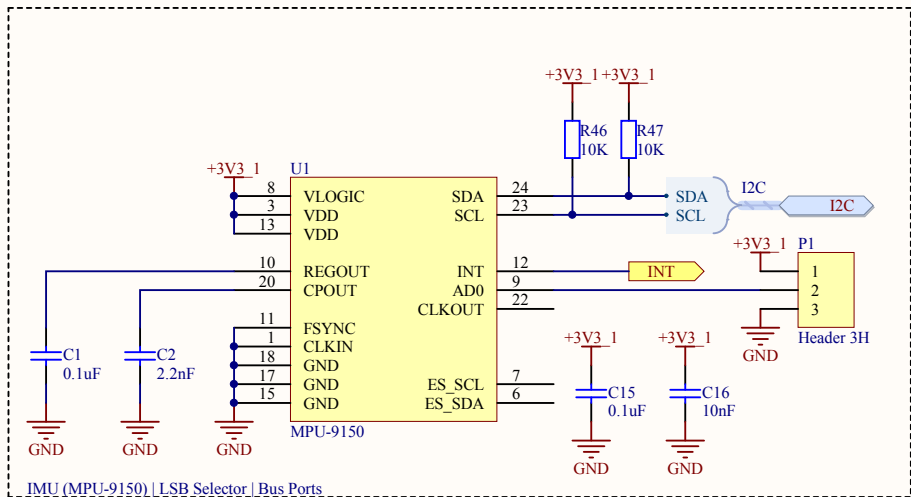 +3V3_1 +3V3_1
R46 R47
10K 10K
+3V3_1 U1
8 VLOGIC SDA 24 SDA I2C I2C
3 VDD SCL 23 SCL
13 VDD
+3V3_1 P1
10 REGOUT INT 12 INT 1
20 CPOUT AD0 9 2
CLKOUT 22 3
11 FSYNC
GND Header 3H
1 CLKIN
+3V3_1 +3V3_1
C1 C2 18 GND
0.1uF 2.2nF 17 GND ES_SCL 7
15 GND ES_SDA 6
C15 C16
0.1uF 10nF
MPU-9150
GND GND GND GND GND
IMU (MPU-9150) | LSB Selector | Bus Ports